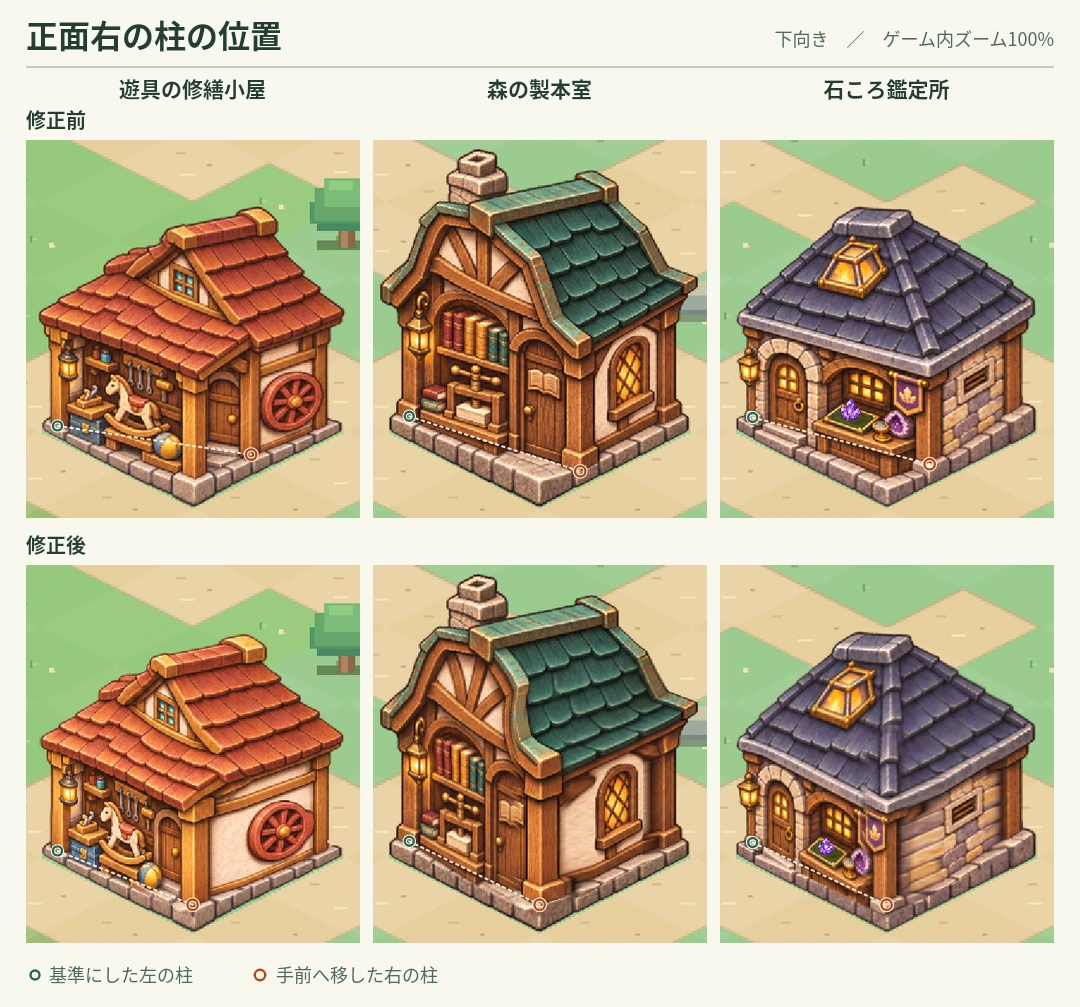 正面右の柱の位置
下向き ／ ゲーム内ズーム100%
遊具の修繕小屋
森の製本室
石ころ鑑定所
修正前
修正後
基準にした左の柱
手前へ移した右の柱